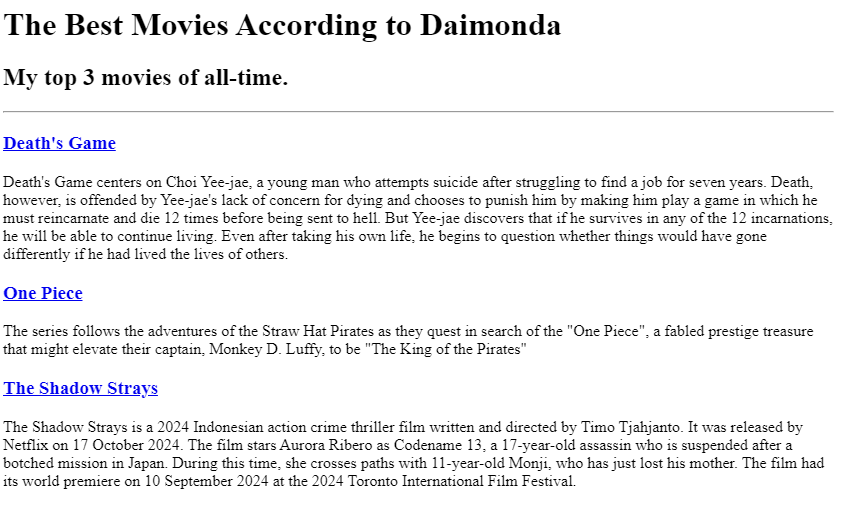 The Best Movies According to Daimonda
My top 3 movies of all-time.
Death's Game
Death's Game centers on Choi Yee-jae, a young man who attempts suicide after struggling to find a job for seven years. Death,
however, is offended by Yee-jae's lack of concern for dying and chooses to punish him by making him play a game in which he
must reincarnate and die 12 times before being sent to hell. But Yee-jae discovers that if he survives in any of the 12 incarnations,
he will be able to continue living. Even after taking his own life, he begins to question whether things would have gone
differently if he had lived the lives of others.
One Piece
The series follows the adventures of the Straw Hat Pirates as they quest in search of the "One Piece", a fabled prestige treasure
that might elevate their captain, Monkey D. Luffy, to be "The King of the Pirates"
The Shadow Strays
The Shadow Strays is a 2024 Indonesian action crime thriller film written and directed by Timo Tjahjanto. It was released by
Netflix on 17 October 2024. The film stars Aurora Ribero as Codename 13, a 17-year-old assassin who is suspended after a
botched mission in Japan. During this time, she crosses paths with 11-year-old Monji, who has just lost his mother. The film had
its world premiere on 10 September 2024 at the 2024 Toronto International Film Festival.